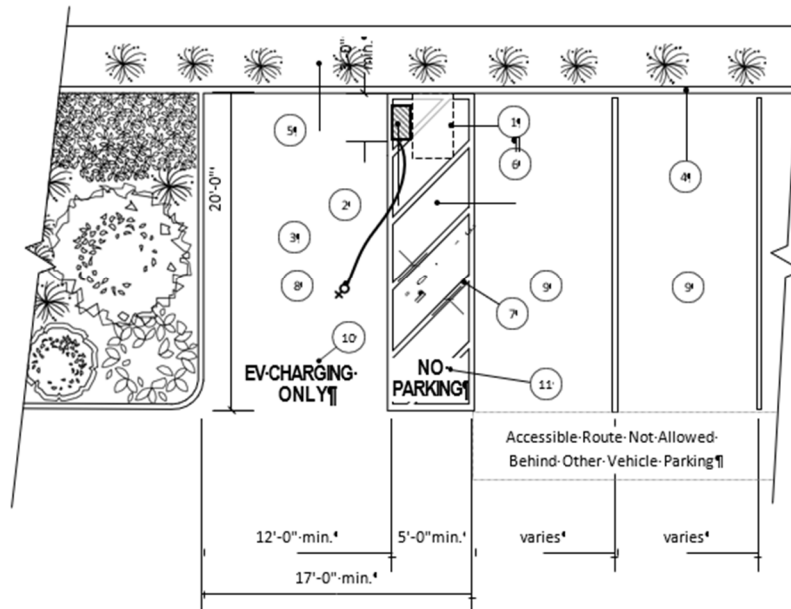 3'-0"
min.
1¶
5¶
6¶
4¶
20'-0"
2¶
3¶
8¶
9¶
9¶
7¶
10¶
EV·CHARGING·
ONLY¶
NO·
PARKING¶
11·
Accessible·Route·Not·Allowed·
Behind·Other·Vehicle·Parking¶
12'-0"·min.
5'-0"min.
varies
varies
17'-0"·min.